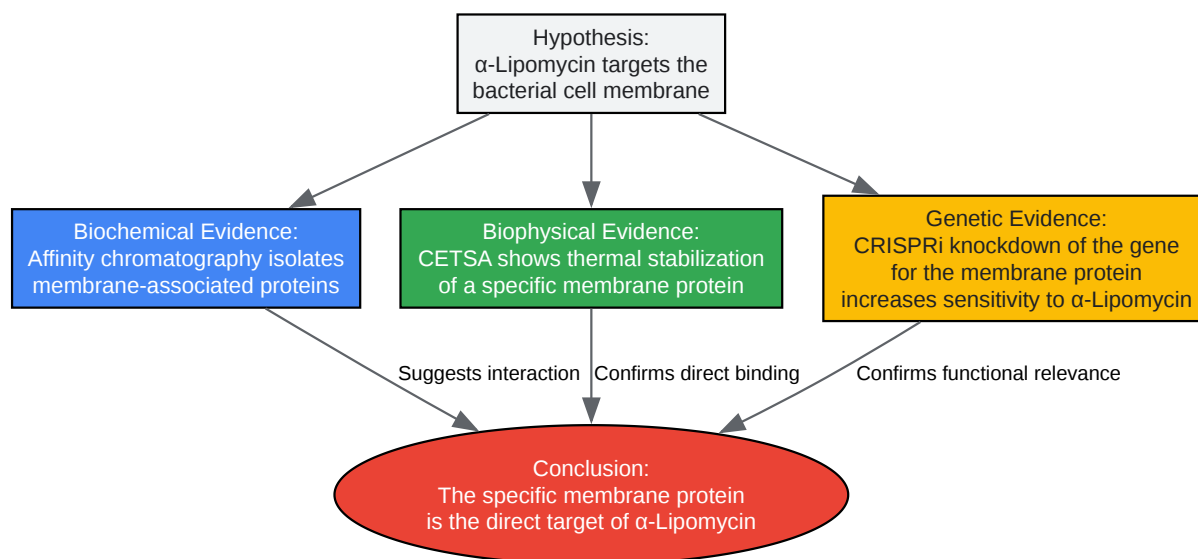 Hypothesis:
α-Lipomycin targets the
bacterial cell membrane
Biochemical Evidence:
Affinity chromatography isolates
membrane-associated proteins
Biophysical Evidence:
CETSA shows thermal stabilization
of a specific membrane protein
Genetic Evidence:
CRISPRi knockdown of the gene
for the membrane protein
increases sensitivity to α-Lipomycin
Suggests interaction
Confirms direct binding
Confirms functional relevance
Conclusion:
The specific membrane protein
is the direct target of α-Lipomycin